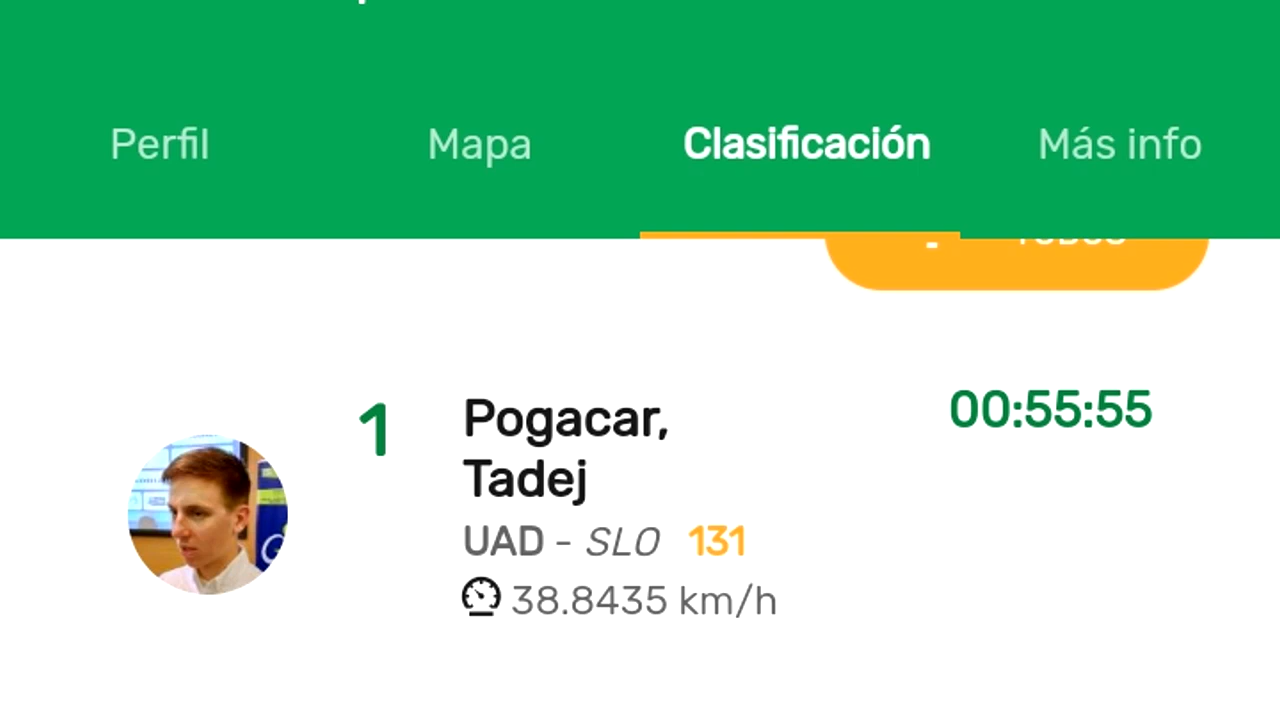 Perfil Mapa Clasificación Más info
1 Pogacar, 00:55:55
Tadej
UAD - SLO 131
38.8435 km/h